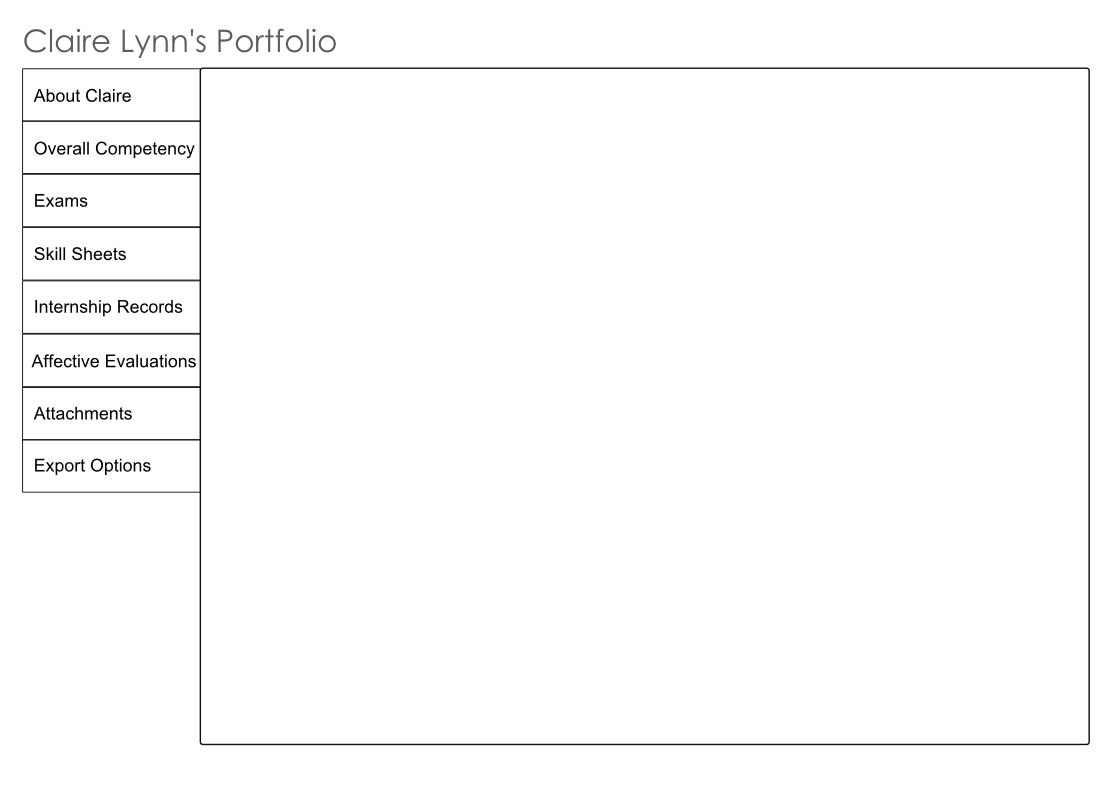 Claire Lynn's Portfolio
About Claire
Overall Competency
Exams
Skill Sheets
Internship Records
Affective Evaluations
Attachments
Export Options